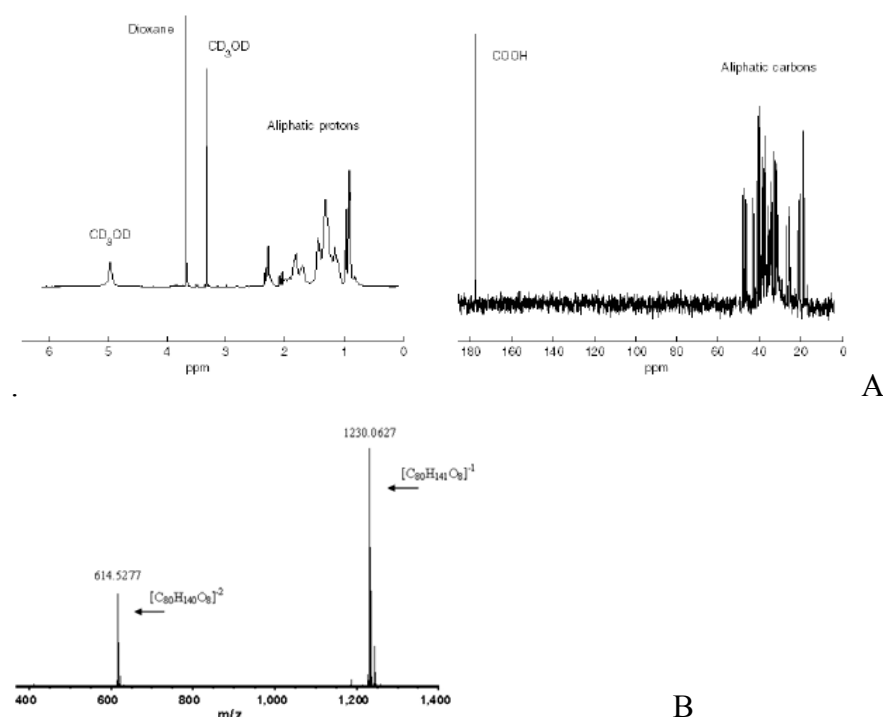 Dioxane
CD3OD
Aliphatic protons
CD3OD
6 5 4 3 2 1 0
ppm
COOH
Aliphatic carbons
180 160 140 120 100 80 60 40 20 0
ppm
.
A
1230.0627
[C80H141O8]-1
614.5277
[C80H140O8]-2
400 600 800 1,000 1,200 1,400
m/z
B